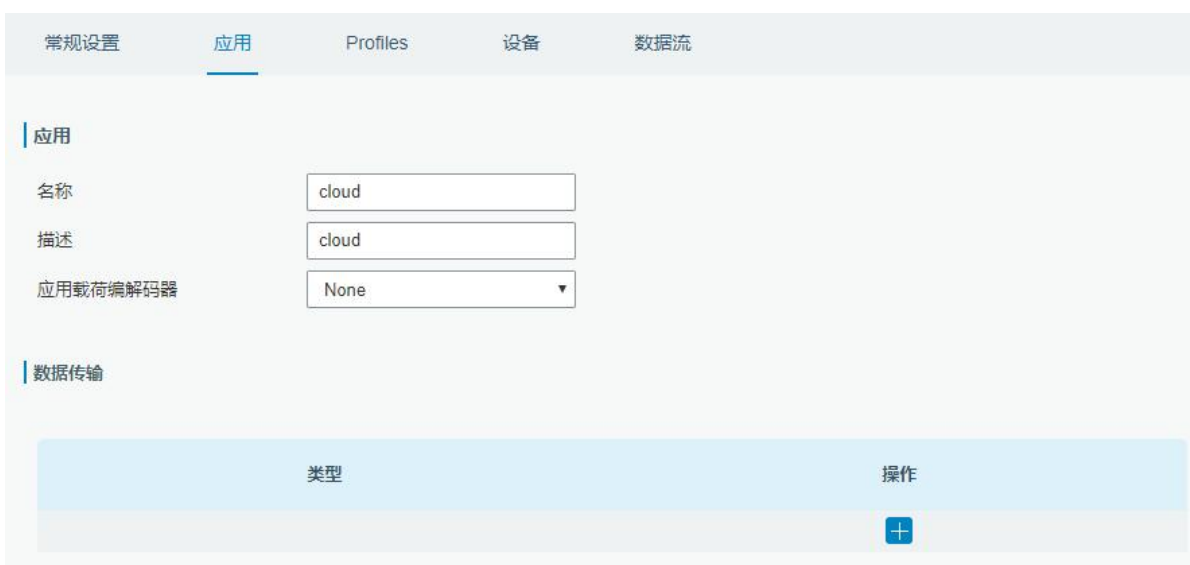 常规设置 应用 Profiles 设备 数据流
应用
名称 cloud
描述 cloud
应用载荷编解码器 None
数据传输
类型 操作